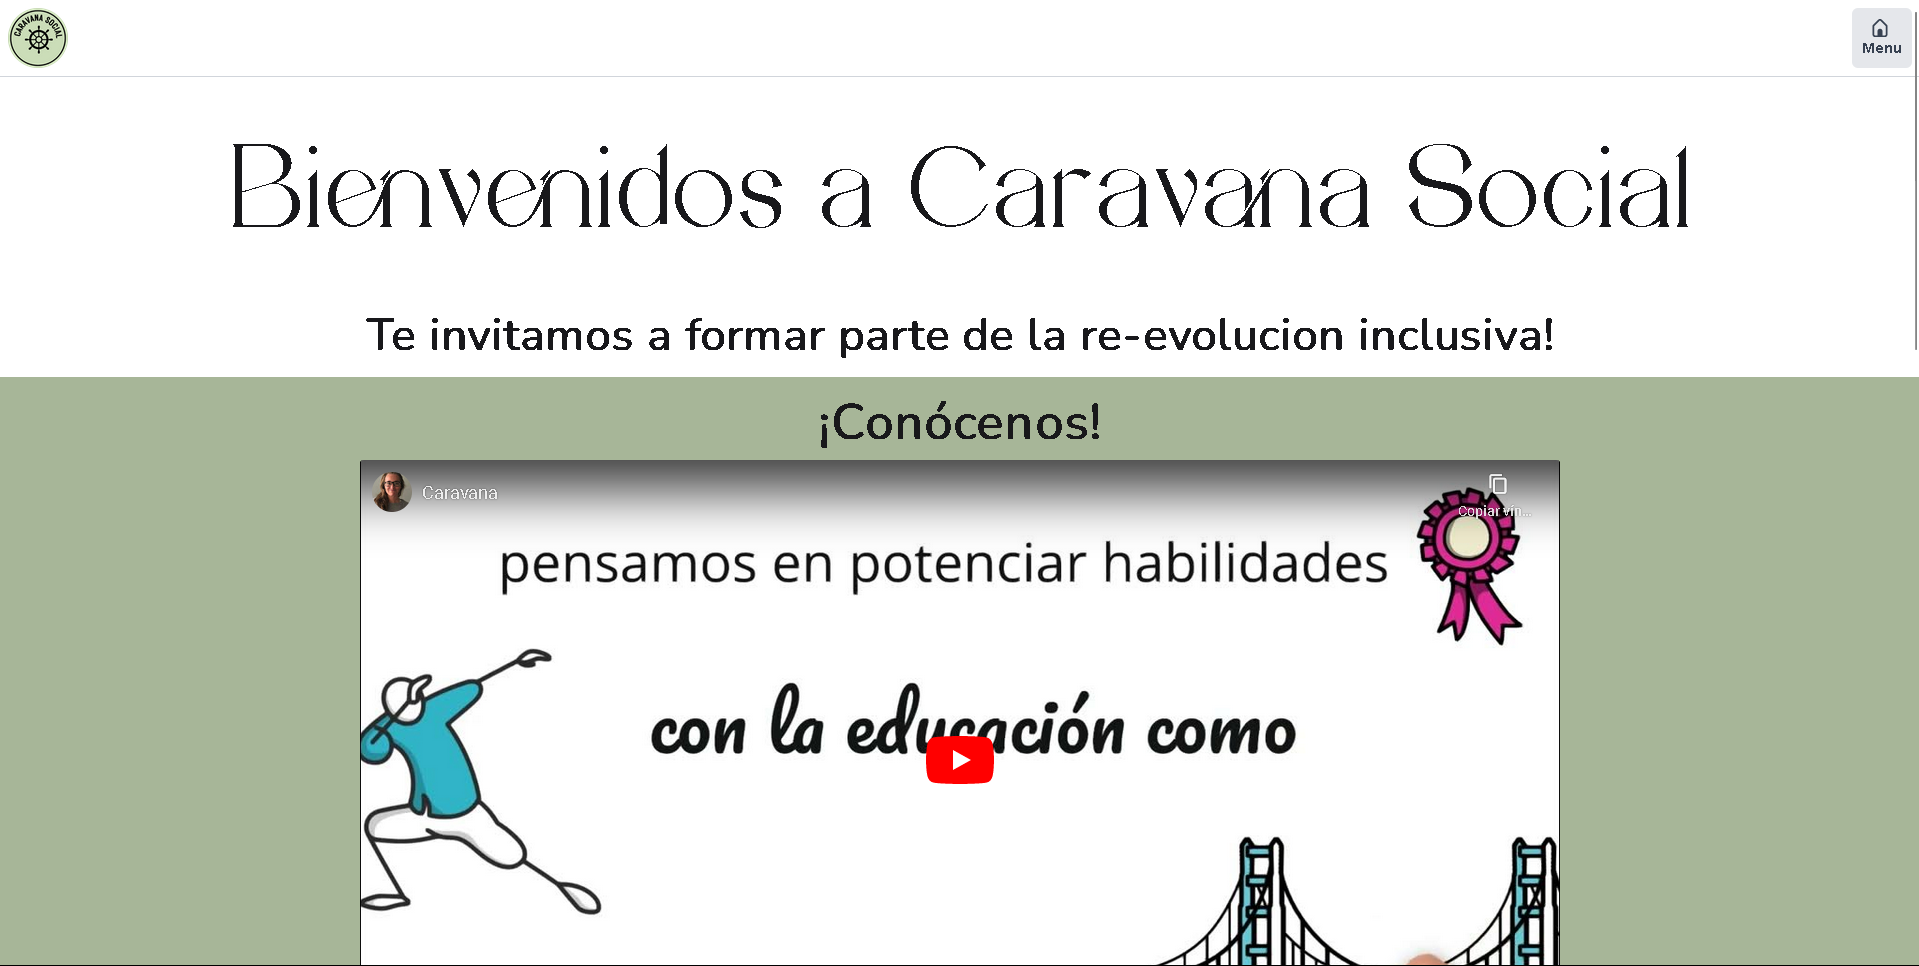 CARAVANA SOCIAL
Menu
Bienvenidos a Caravana Social
Te invitamos a formar parte de la re-evolucion inclusiva!
¡Conócenos!
Caravana
Copiar vín...
pensamos en potenciar habilidades
con la educación como